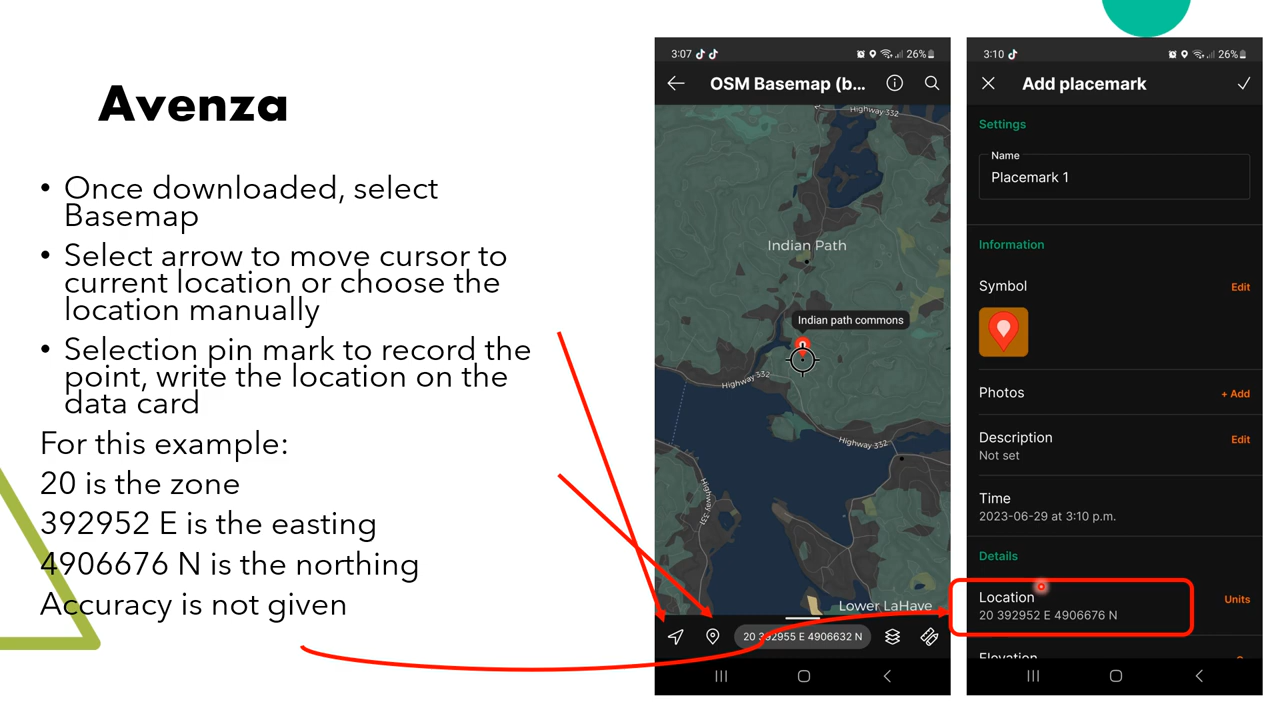 Avenza
• Once downloaded, select
Basemap
• Select arrow to move cursor to
current location or choose the
location manually
• Selection pin mark to record the
point, write the location on the
data card
For this example:
20 is the zone
392952 E is the easting
4906676 N is the northing
Accuracy is not given
3:07
26%
OSM Basemap (b...
Highway 332
Indian Path
Indian path commons
Highway 332
Highway 332
Highway 331
Lower LaHave
20 392955 E 4906632 N
3:10
26%
Add placemark
Settings
Name
Placemark 1
Information
Symbol
Edit
Photos
+ Add
Description
Edit
Not set
Time
2023-06-29 at 3:10 p.m.
Details
Location
Units
20 392952 E 4906676 N
Elevation